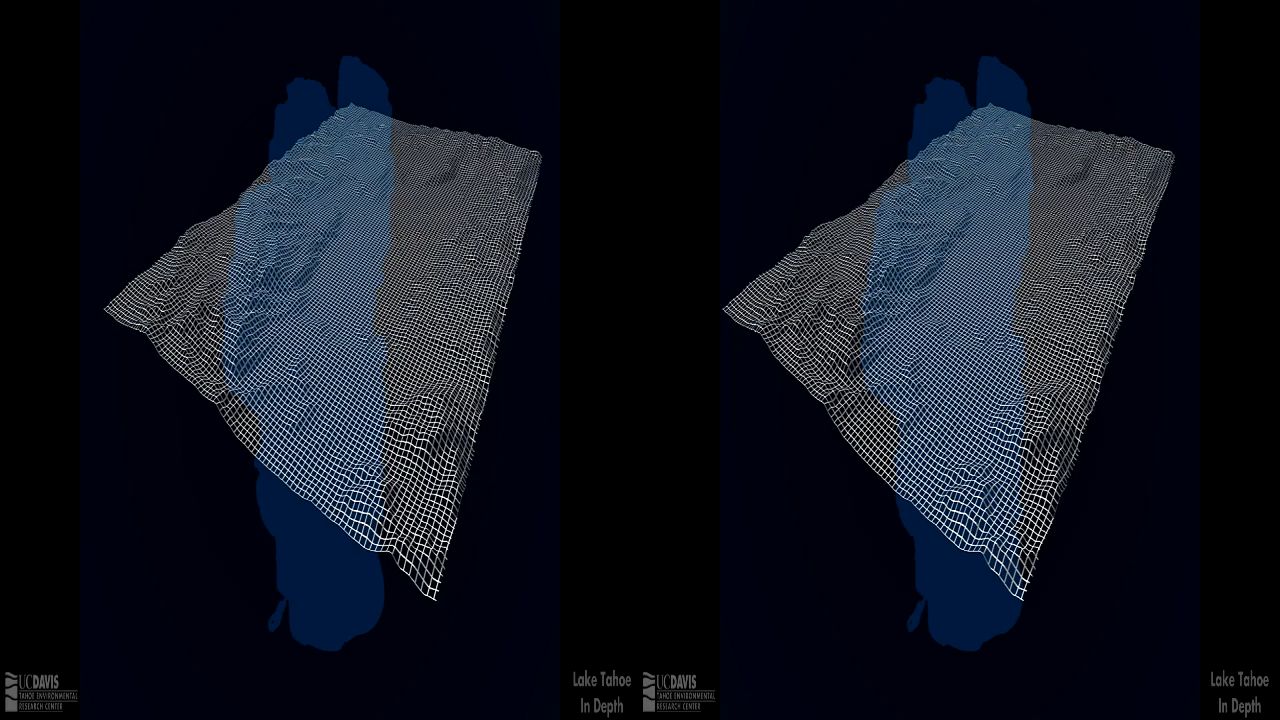 UCDAVIS
TAHOE ENVIRONMENTAL
RESEARCH CENTER
Lake Tahoe
In Depth
UCDAVIS
TAHOE ENVIRONMENTAL
RESEARCH CENTER
Lake Tahoe
In Depth